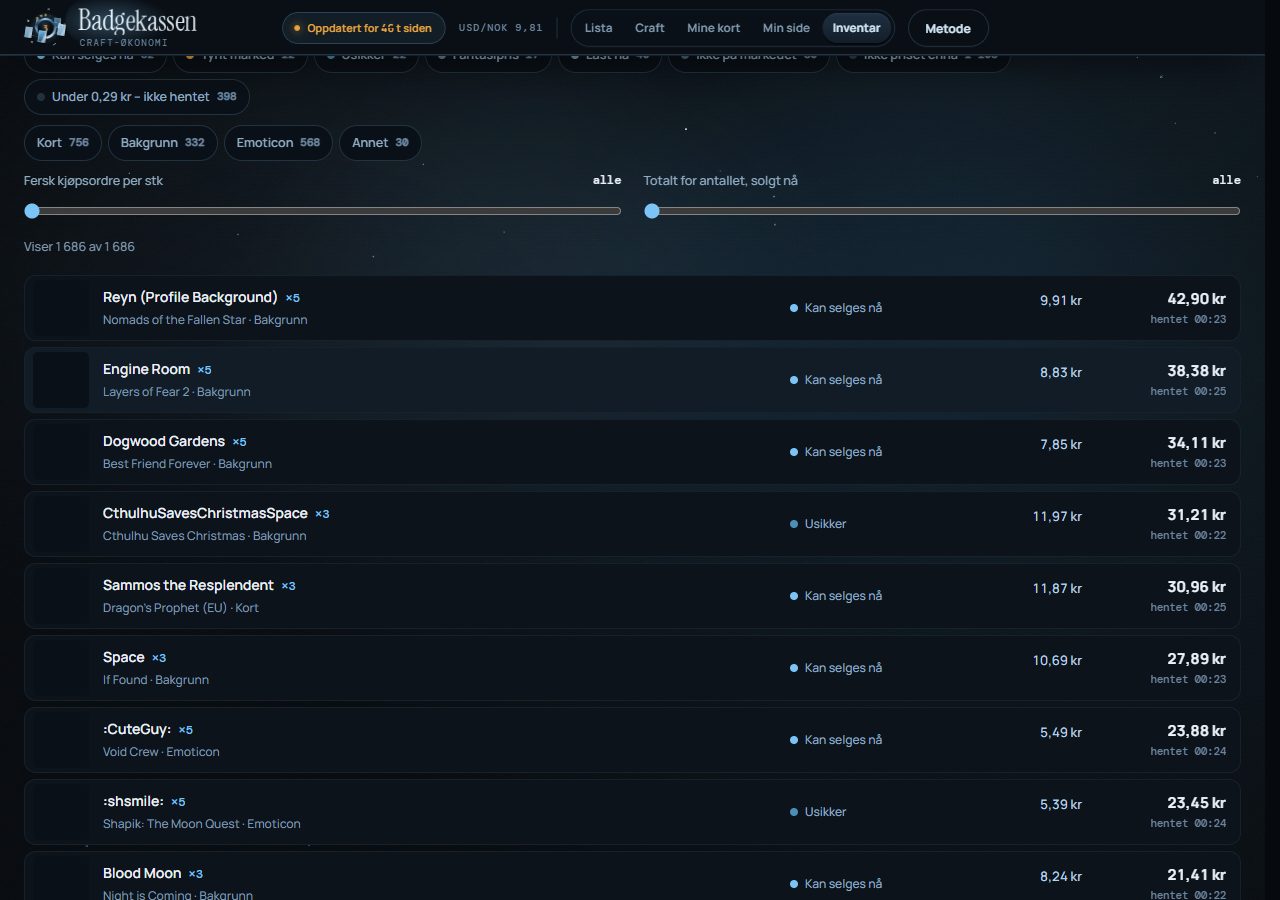 Badgekassen
CRAFT-ØKONOMI
Oppdatert for 46 t siden
USD/NOK 9,81
Lista
Craft
Mine kort
Min side
Inventar
Metode
Under 0,29 kr – ikke hentet 398
Kort 756
Bakgrunn 332
Emoticon 568
Annet 30
Fersk kjøpsordre per stk
alle
Totalt for antallet, solgt nå
alle
Viser 1 686 av 1 686
Reyn (Profile Background) ×5
Nomads of the Fallen Star · Bakgrunn
Kan selges nå
9,91 kr
42,90 kr
hentet 00:23
Engine Room ×5
Layers of Fear 2 · Bakgrunn
Kan selges nå
8,83 kr
38,38 kr
hentet 00:25
Dogwood Gardens ×5
Best Friend Forever · Bakgrunn
Kan selges nå
7,85 kr
34,11 kr
hentet 00:23
CthulhuSavesChristmasSpace ×3
Cthulhu Saves Christmas · Bakgrunn
Usikker
11,97 kr
31,21 kr
hentet 00:22
Sammos the Resplendent ×3
Dragon's Prophet (EU) · Kort
Kan selges nå
11,87 kr
30,96 kr
hentet 00:25
Space ×3
If Found · Bakgrunn
Kan selges nå
10,69 kr
27,89 kr
hentet 00:23
:CuteGuy: ×5
Void Crew · Emoticon
Kan selges nå
5,49 kr
23,88 kr
hentet 00:24
:shsmile: ×5
Shapik: The Moon Quest · Emoticon
Usikker
5,39 kr
23,45 kr
hentet 00:24
Blood Moon ×3
Night is Coming · Bakgrunn
Kan selges nå
8,24 kr
21,41 kr
hentet 00:22